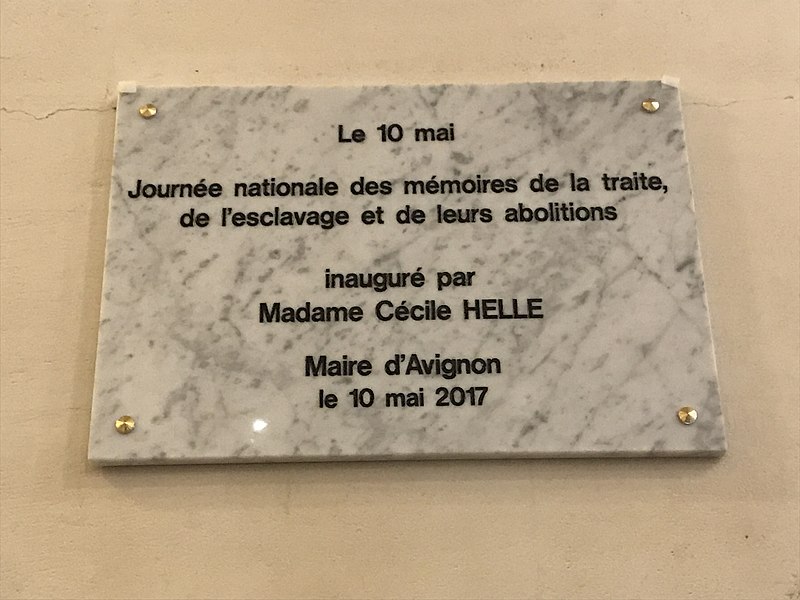 Le 10 mai
Journée nationale des mémoires de la traite,
de l'esclavage et de leurs abolitions
inauguré par
Madame Cécile HELLE
Maire d'Avignon
le 10 mai 2017